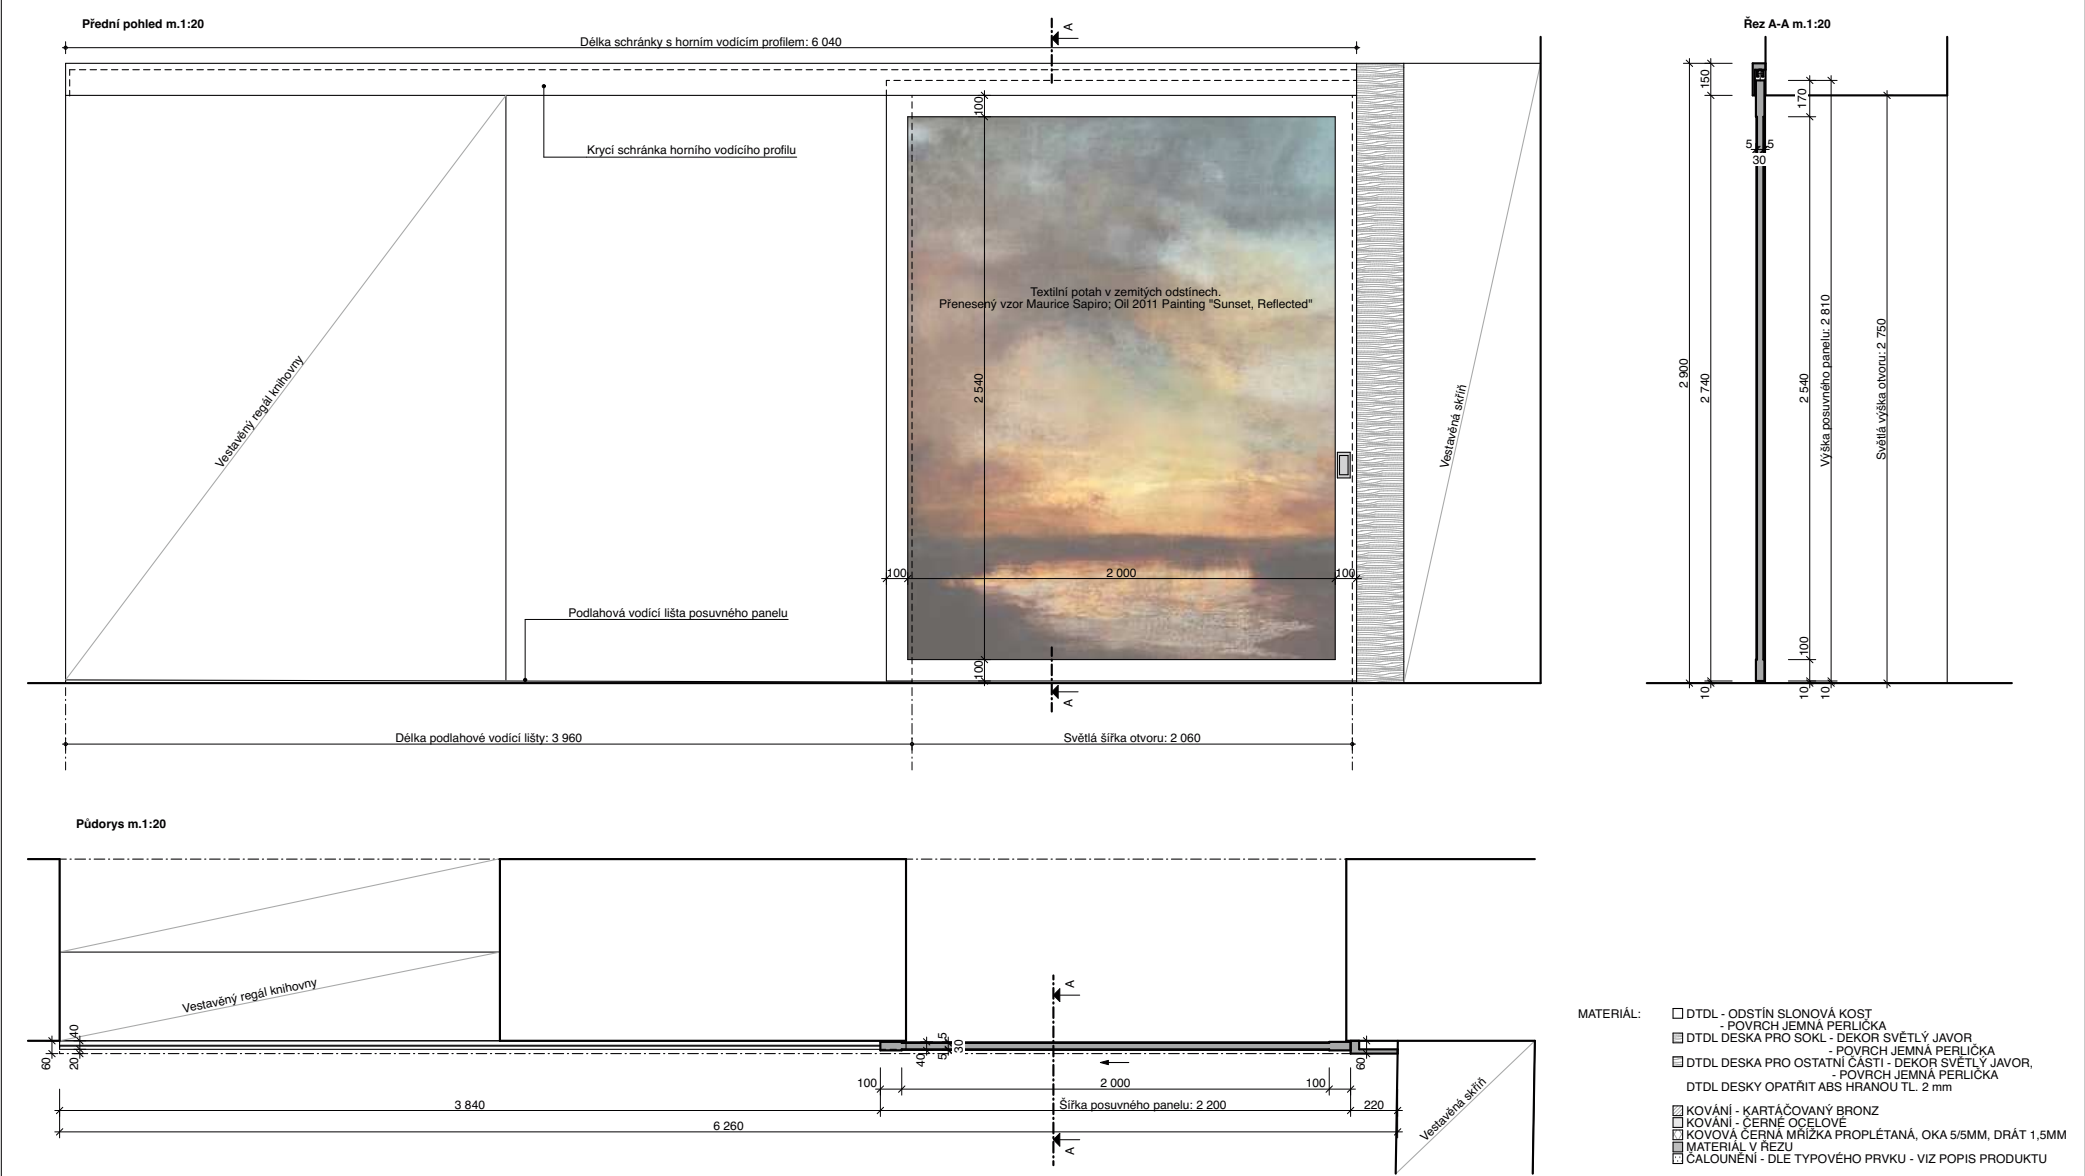 Přední pohled m.1:20
Řez A-A m.1:20
A
Délka schránky s horním vodícím profilem: 6 040
100
Krycí schránka horního vodícího profilu
Textilní potah v zemitých odstínech.
Přenesený vzor Maurice Sapiro; Oil 2011 Painting "Sunset, Reflected"
Vestavěný regál knihovny
2 540
Vestavěná skříň
100
2 000
100
Podlahová vodící lišta posuvného panelu
100
A
Délka podlahové vodící lišty: 3 960
Světlá šířka otvoru: 2 060
150
170
5
5
30
2 900
2 740
2 540
Výška posuvného panelu: 2 810
Světlá výška otvoru: 2 750
100
10
10
10
Půdorys m.1:20
Vestavěný regál knihovny
A
40
60
20
5
30
5
40
60
100
2 000
100
3 840
Šířka posuvného panelu: 2 200
220
6 260
A
Vestavěná skříň
MATERIÁL:
DTDL - ODSTÍN SLONOVÁ KOST
- POVRCH JEMNÁ PERLIČKA
DTDL DESKA PRO SOKL - DEKOR SVĚTLÝ JAVOR
- POVRCH JEMNÁ PERLIČKA
DTDL DESKA PRO OSTATNÍ ČÁSTI - DEKOR SVĚTLÝ JAVOR,
- POVRCH JEMNÁ PERLIČKA
DTDL DESKY OPATŘIT ABS HRANOU TL. 2 mm
KOVÁNÍ - KARTÁČOVANÝ BRONZ
KOVÁNÍ - ČERNÉ OCELOVÉ
KOVOVÁ ČERNÁ MŘÍŽKA PROPLÉTANÁ, OKA 5/5MM, DRÁT 1,5MM
MATERIÁL V ŘEZU
ČALOUNĚNÍ - DLE TYPOVÉHO PRVKU - VIZ POPIS PRODUKTU